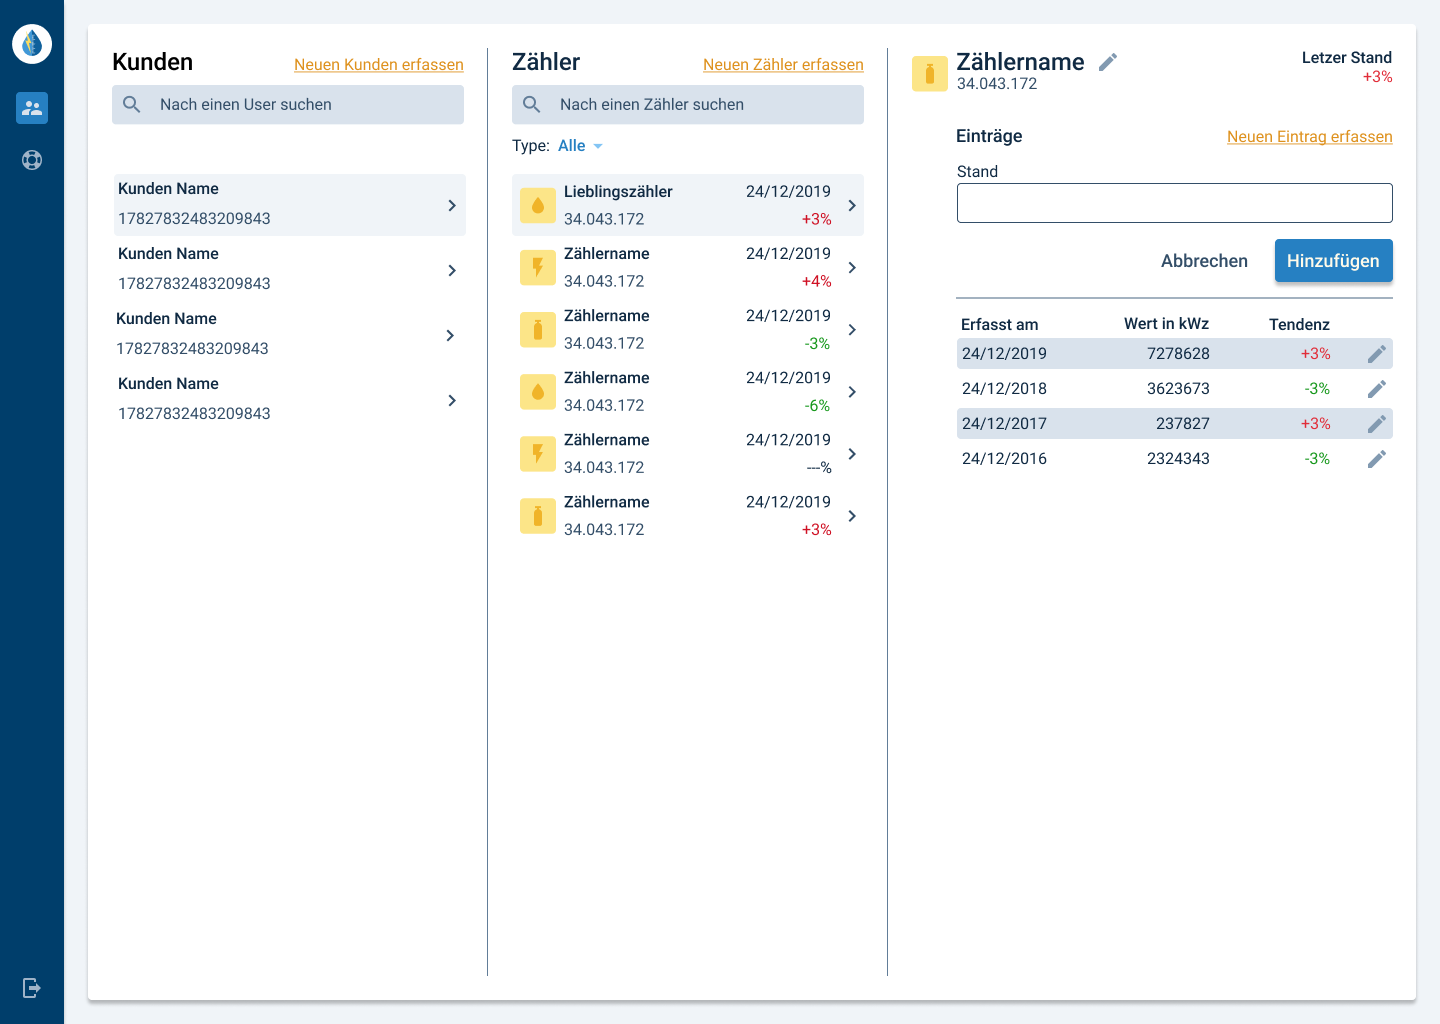 Kunden
Neuen Kunden erfassen
Nach einen User suchen
Kunden Name
17827832483209843
Kunden Name
17827832483209843
Kunden Name
17827832483209843
Kunden Name
17827832483209843
Zähler
Neuen Zähler erfassen
Nach einen Zähler suchen
Type: Alle
Lieblingszähler 24/12/2019
34.043.172 +3%
Zählername 24/12/2019
34.043.172 +4%
Zählername 24/12/2019
34.043.172 -3%
Zählername 24/12/2019
34.043.172 -6%
Zählername 24/12/2019
34.043.172 ---%
Zählername 24/12/2019
34.043.172 +3%
Zählername
34.043.172
Letzer Stand
+3%
Einträge
Neuen Eintrag erfassen
Stand
Abbrechen
Hinzufügen
Erfasst am Wert in kWz Tendenz
24/12/2019 7278628 +3%
24/12/2018 3623673 -3%
24/12/2017 237827 +3%
24/12/2016 2324343 -3%